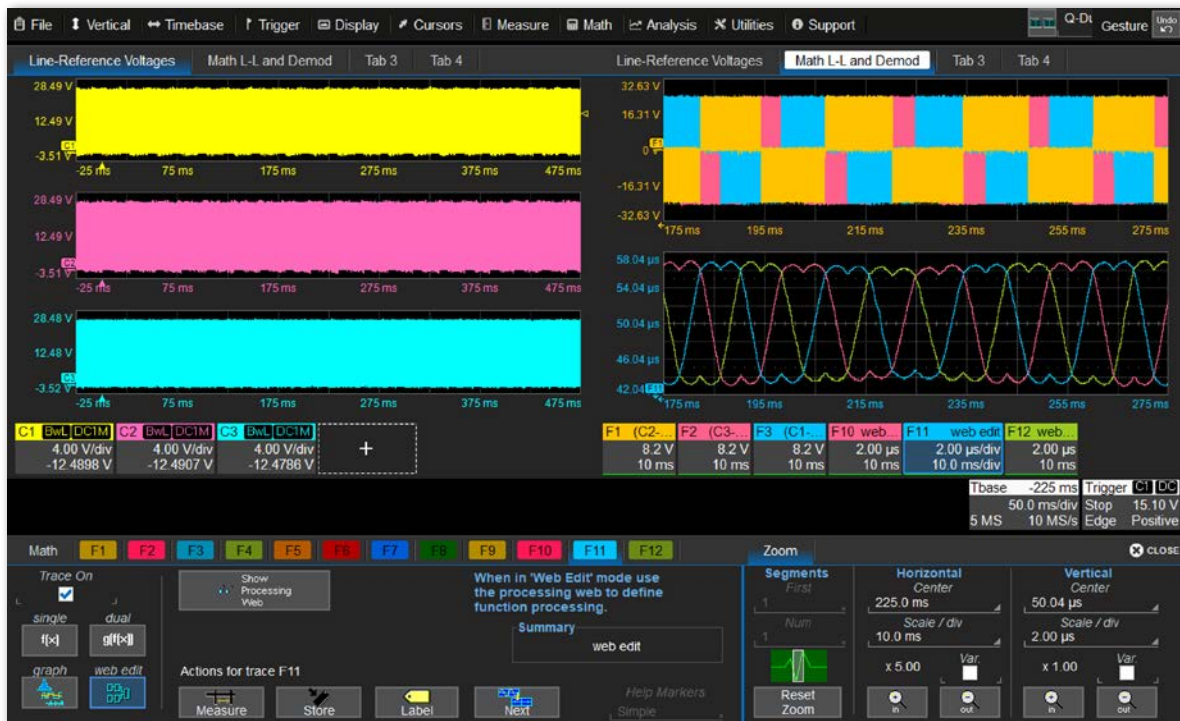 File Vertical Timebase Trigger Display Cursors Measure Math Analysis Utilities Support Gesture Undo
Line-Reference Voltages Math L-L and Demod Tab 3 Tab 4
28.49 V
12.49 V
C1
-3.51 V
-25 ms 75 ms 175 ms 275 ms 375 ms 475 ms
28.49 V
12.49 V
C2
-3.51 V
-25 ms 75 ms 175 ms 275 ms 375 ms 475 ms
28.48 V
12.48 V
C3
-3.52 V
-25 ms 75 ms 175 ms 275 ms 375 ms 475 ms
C1 BwL DC1M C2 BwL DC1M C3 BwL DC1M
4.00 V/div 4.00 V/div 4.00 V/div +
-12.4898 V -12.4907 V -12.4786 V
Line-Reference Voltages Math L-L and Demod Tab 3 Tab 4
32.63 V
16.31 V
F1
0
-16.31 V
-32.63 V
175 ms 195 ms 215 ms 235 ms 255 ms 275 ms
58.04 µs
54.04 µs
50.04 µs
46.04 µs
42.04 F11
175 ms 195 ms 215 ms 235 ms 255 ms 275 ms
F1 (C2-... F2 (C3-... F3 (C1-... F10 web... F11 web edit F12 web...
8.2 V 8.2 V 8.2 V 2.00 µs 2.00 µs/div 2.00 µs
10 ms 10 ms 10 ms 10 ms 10.0 ms/div 10 ms
Tbase -225 ms Trigger C1 DC
50.0 ms/div Stop 15.10 V
5 MS 10 MS/s Edge Positive
Math F1 F2 F3 F4 F5 F6 F7 F8 F9 F10 F11 F12 Zoom CLOSE
Trace On
single dual
f(x) g(f(x))
graph web edit
Show
Processing
Web
When in 'Web Edit' mode use
the processing web to define
function processing.
Summary
web edit
Actions for trace F11
Measure Store Label Next
Help Markers
Simple
Segments
First
1
Num
1
Reset
Zoom
Horizontal
Center
225.0 ms
Scale / div
10.0 ms
x 5.00 Var.
in out
Vertical
Center
50.04 µs
Scale / div
2.00 µs
x 1.00 Var.
in out